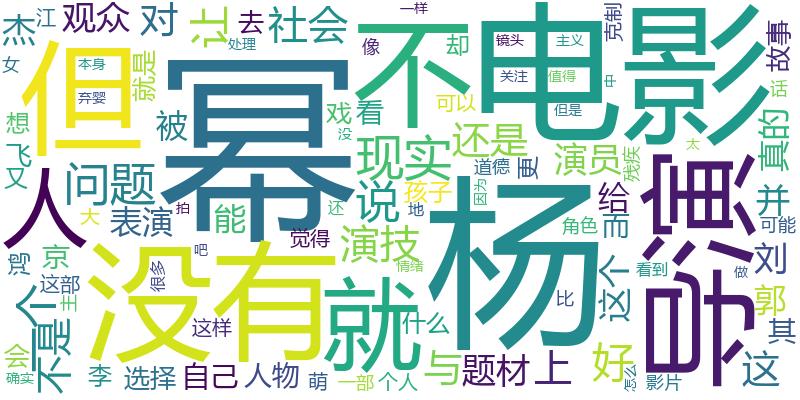 杰
江
观众
对
让
去
社会
不
电影
一样
克制
故事
女
但
本身
弃婴
就是
处理
幂
像
却
镜头
主义
关注
值得
中
话
想
飞
又
被
戏
看
可以
但是
真的
人
问题
现实
还是
道德
更
演员
残疾
太
导演
大
表演
拍
能
没
说
孩子
还
地
因为
给
并
鸿
京
没有
吧
觉得
演技
情绪
杨
角色
而
看到
可能
刘
这部
圭
很多
就
什么
比
这个
做
郭
其
个
不是
这样
会
确实
李
选择
自己
人物
萌
一部
个人
与
题材
上
好
怎么
影片
这